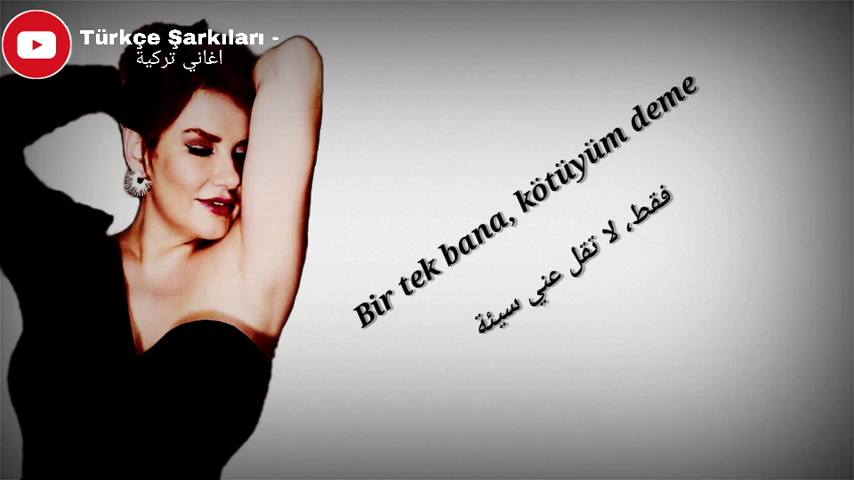 Türkçe Şarkıları -
اغاني تركية
Bir tek bana, kötüyüm deme
فقط, لا تقل عني سيئة